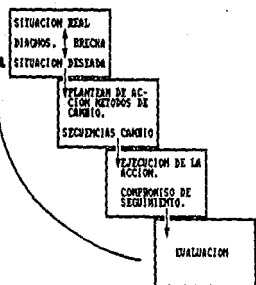 SITUACION REAL
DIAGNOS. BRECHA
SITUACION DESEADA
PLANTEAM DE AC-
CION METODOS DE
CAMBIO.
SECUENCIAS CAMBIO
EJECUCION DE LA
ACCION.
COMPROMISO DE
SEGUIMIENTO.
EVALUACION